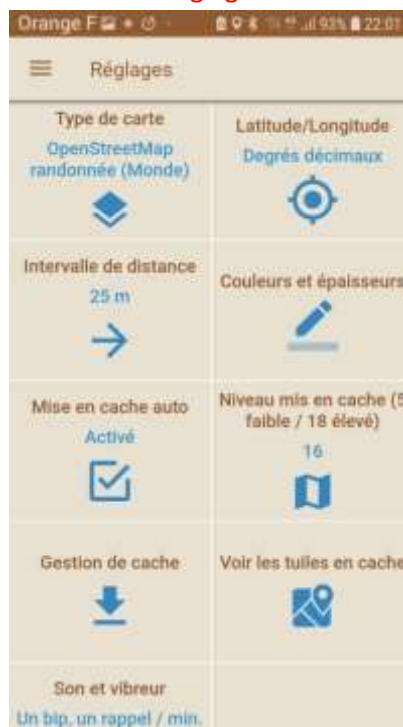 Orange F
93% 22:01
Réglages
Type de carte
OpenStreetMap
randonnée (Monde)
Latitude/Longitude
Degrés décimaux
Intervalle de distance
25 m
Couleurs et épaisseurs
Mise en cache auto
Activé
Niveau mis en cache (5
faible / 18 élevé)
16
Gestion de cache
Voir les tuiles en cache
Son et vibreur
Un bip, un rappel / min.